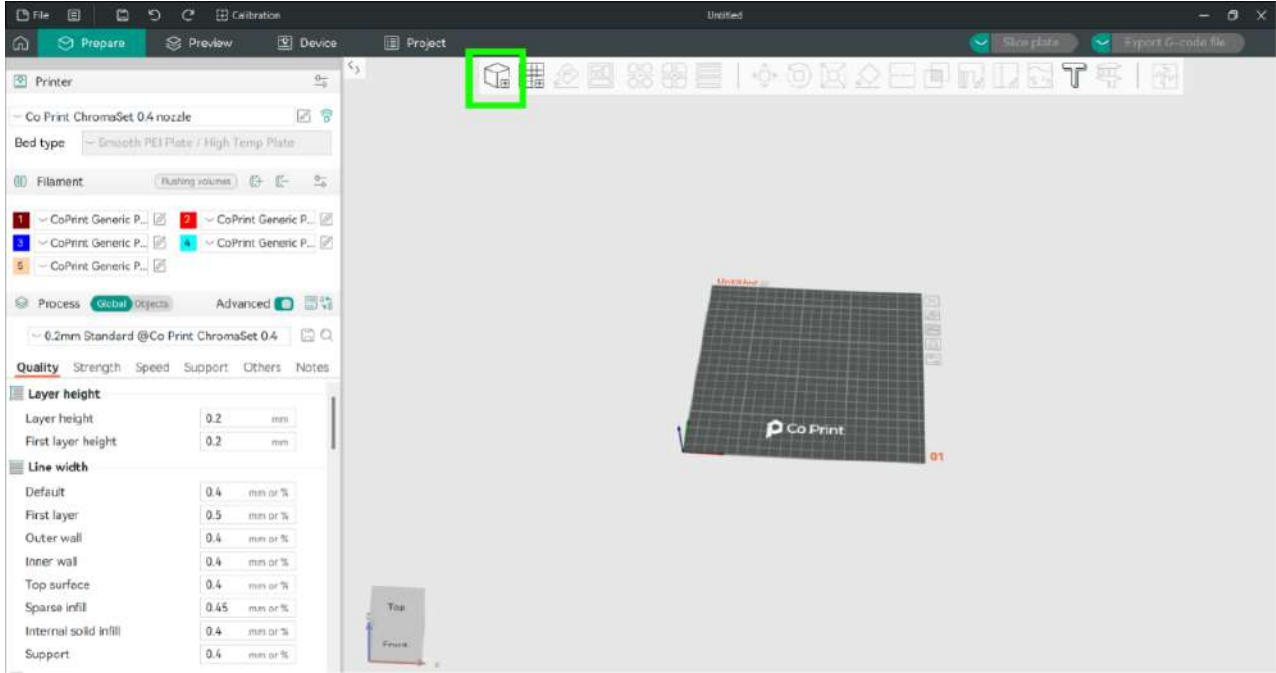 File Calibration Untitled
Prepare Preview Device Project Slice plate Export G-code file
Printer
Co Print ChromaSet 0.4 nozzle
Bed type Smooth PEI Plate / High Temp Plate
Filament Flushing volumes
1 CoPrint Generic P... 2 CoPrint Generic P...
3 CoPrint Generic P... 4 CoPrint Generic P...
5 CoPrint Generic P...
Process Global Objects Advanced
0.2mm Standard @Co Print ChromaSet 0.4
Quality Strength Speed Support Others Notes
Layer height
Layer height 0.2 mm
First layer height 0.2 mm
Line width
Default 0.4 mm or %
First layer 0.5 mm or %
Outer wall 0.4 mm or %
Inner wall 0.4 mm or %
Top surface 0.4 mm or %
Sparse infill 0.45 mm or %
Internal solid infill 0.4 mm or %
Support 0.4 mm or %
Untitled
Co Print
01
Top
Front
x